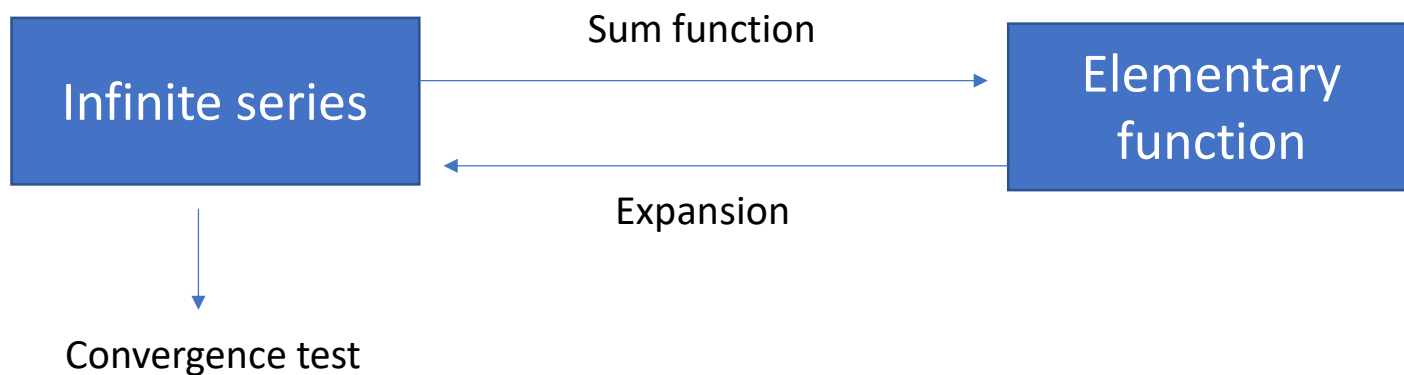 Sum function
Infinite series
Elementary
function
Expansion
Convergence test